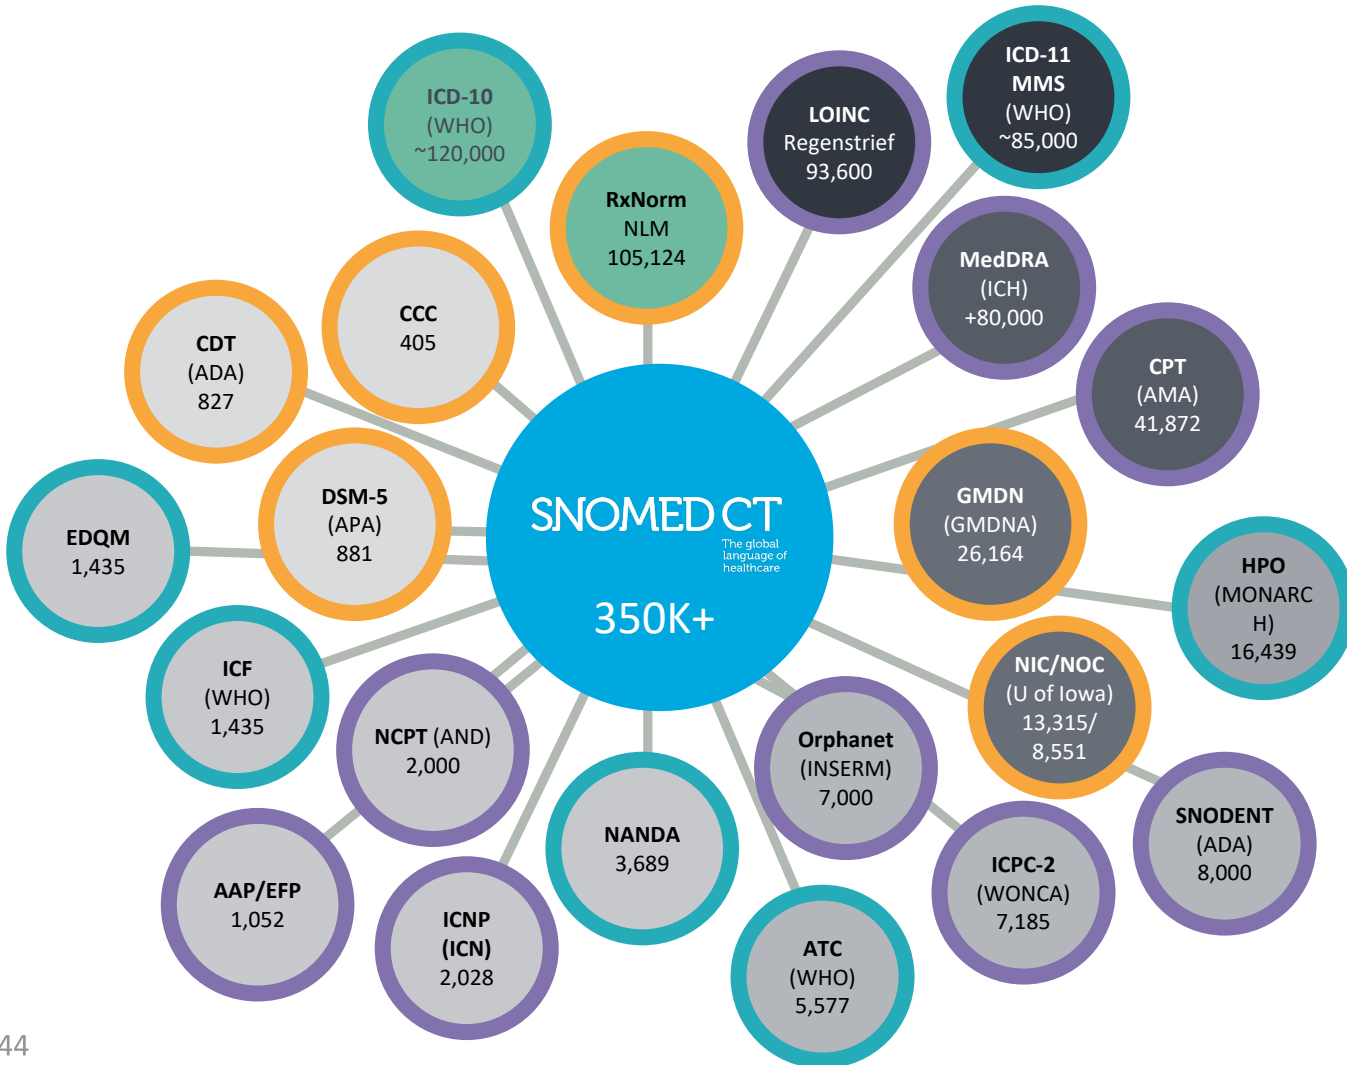 ICD-10
(WHO)
~120,000
RxNorm
NLM
105,124
LOINC
Regenstrief
93,600
ICD-11
MMS
(WHO)
~85,000
MedDRA
(ICH)
+80,000
CPT
(AMA)
41,872
CCC
405
CDT
(ADA)
827
DSM-5
(APA)
881
EDQM
1,435
SNOMED CT
The global
language of
healthcare
350K+
GMDN
(GMDNA)
26,164
HPO
(MONARC
H)
16,439
ICF
(WHO)
1,435
NCPT (AND)
2,000
NIC/NOC
(U of Iowa)
13,315/
8,551
Orphanet
(INSERM)
7,000
NANDA
3,689
SNODENT
(ADA)
8,000
AAP/EFP
1,052
ICNP
(ICN)
2,028
ICPC-2
(WONCA)
7,185
ATC
(WHO)
5,577
44